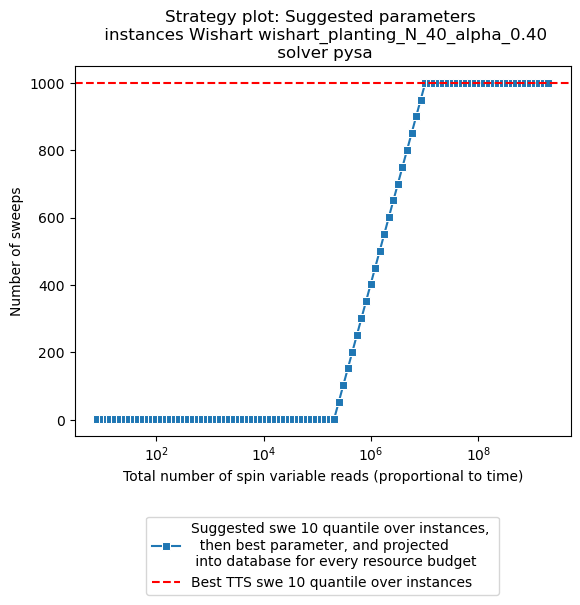 Strategy plot: Suggested parameters
instances Wishart wishart_planting_N_40_alpha_0.40
solver pysa
1000
800
600
400
200
0
Number of sweeps
10^2
10^4
10^6
10^8
Total number of spin variable reads (proportional to time)
Suggested swe 10 quantile over instances,
then best parameter, and projected
into database for every resource budget
Best TTS swe 10 quantile over instances